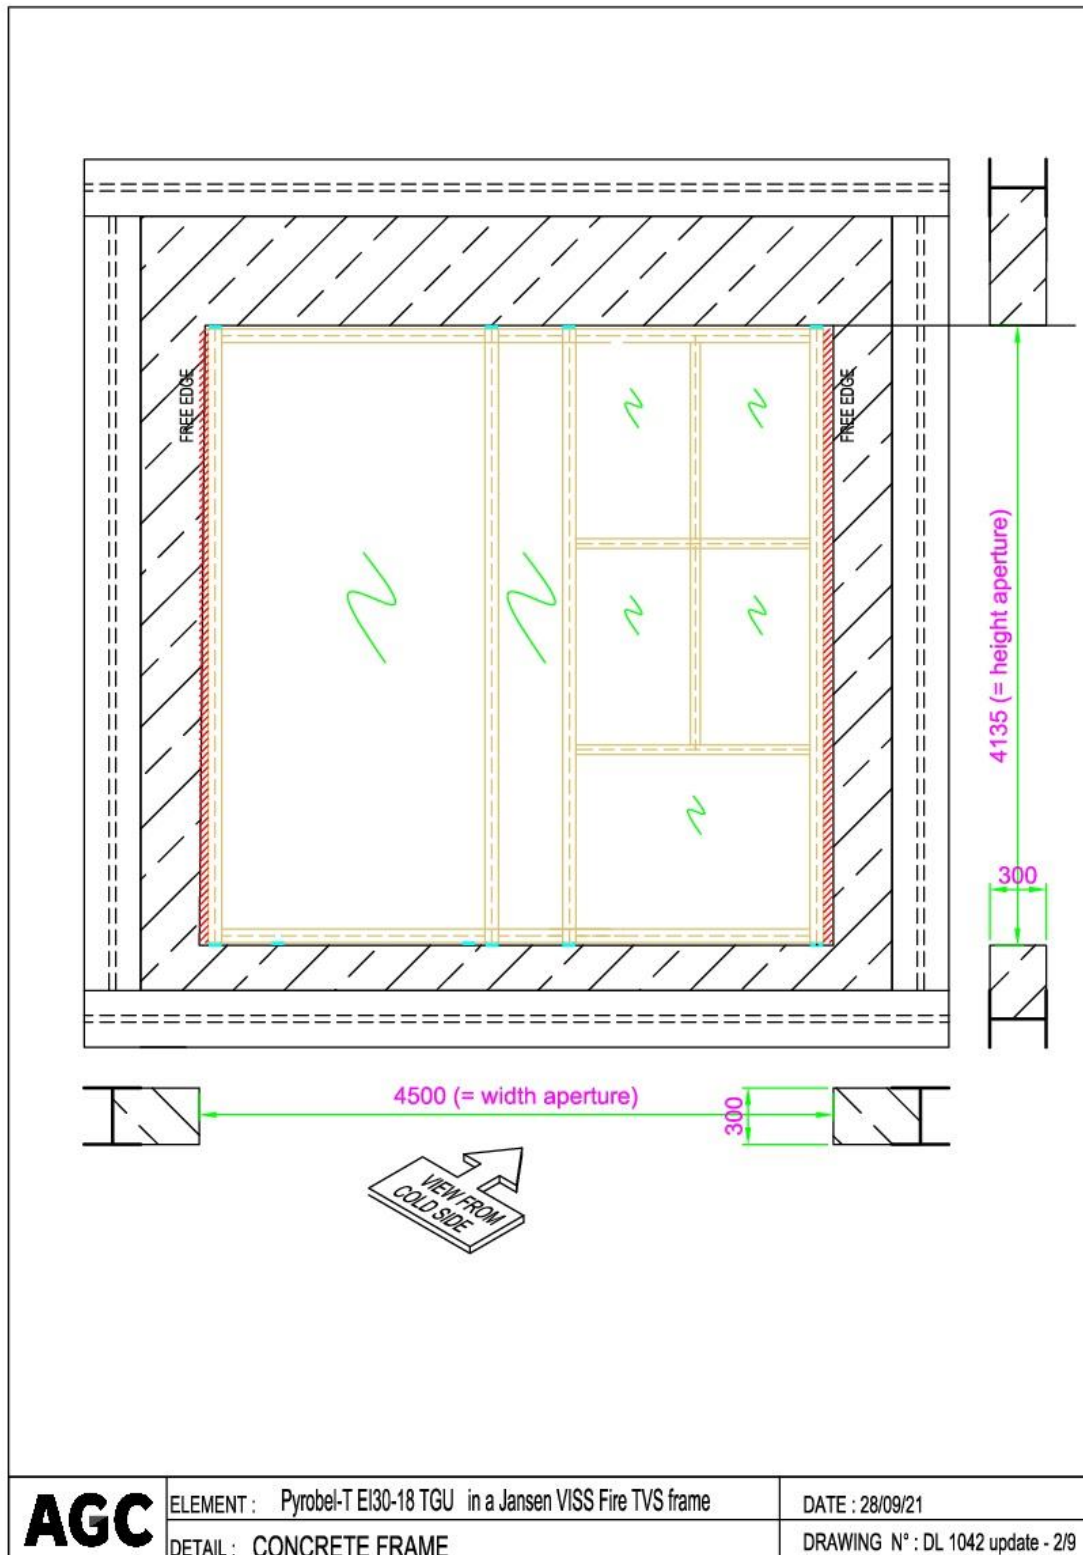 FREE EDGE
FREE EDGE
4135 (= height aperture)
300
4500 (= width aperture)
300
VIEW FROM
COLD SIDE
AGC
ELEMENT : Pyrobel-T EI30-18 TGU in a Jansen VISS Fire TVS frame
DATE : 28/09/21
DETAIL : CONCRETE FRAME
DRAWING N° : DL 1042 update - 2/9